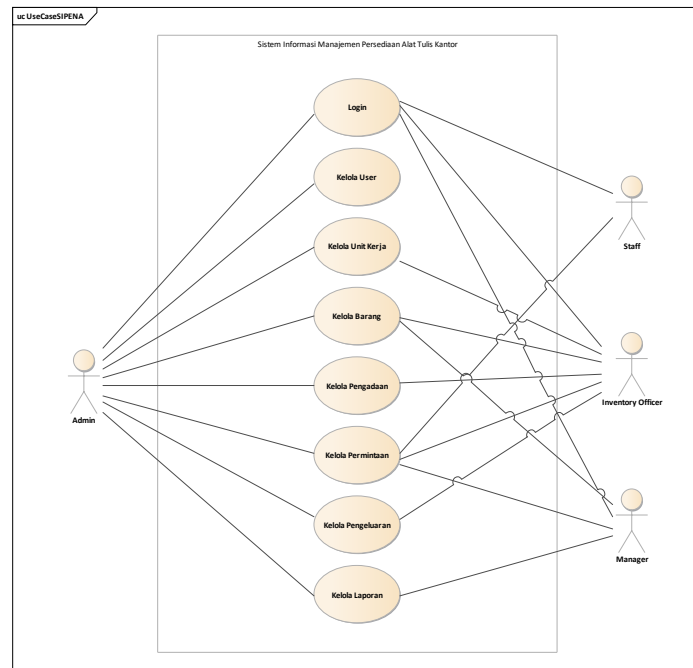 uc UseCaseSIPENA
Sistem Informasi Manajemen Persediaan Alat Tulis Kantor
Login
Kelola User
Kelola Unit Kerja
Kelola Barang
Kelola Pengadaan
Kelola Permintaan
Kelola Pengeluaran
Kelola Laporan
Admin
Staff
Inventory Officer
Manager